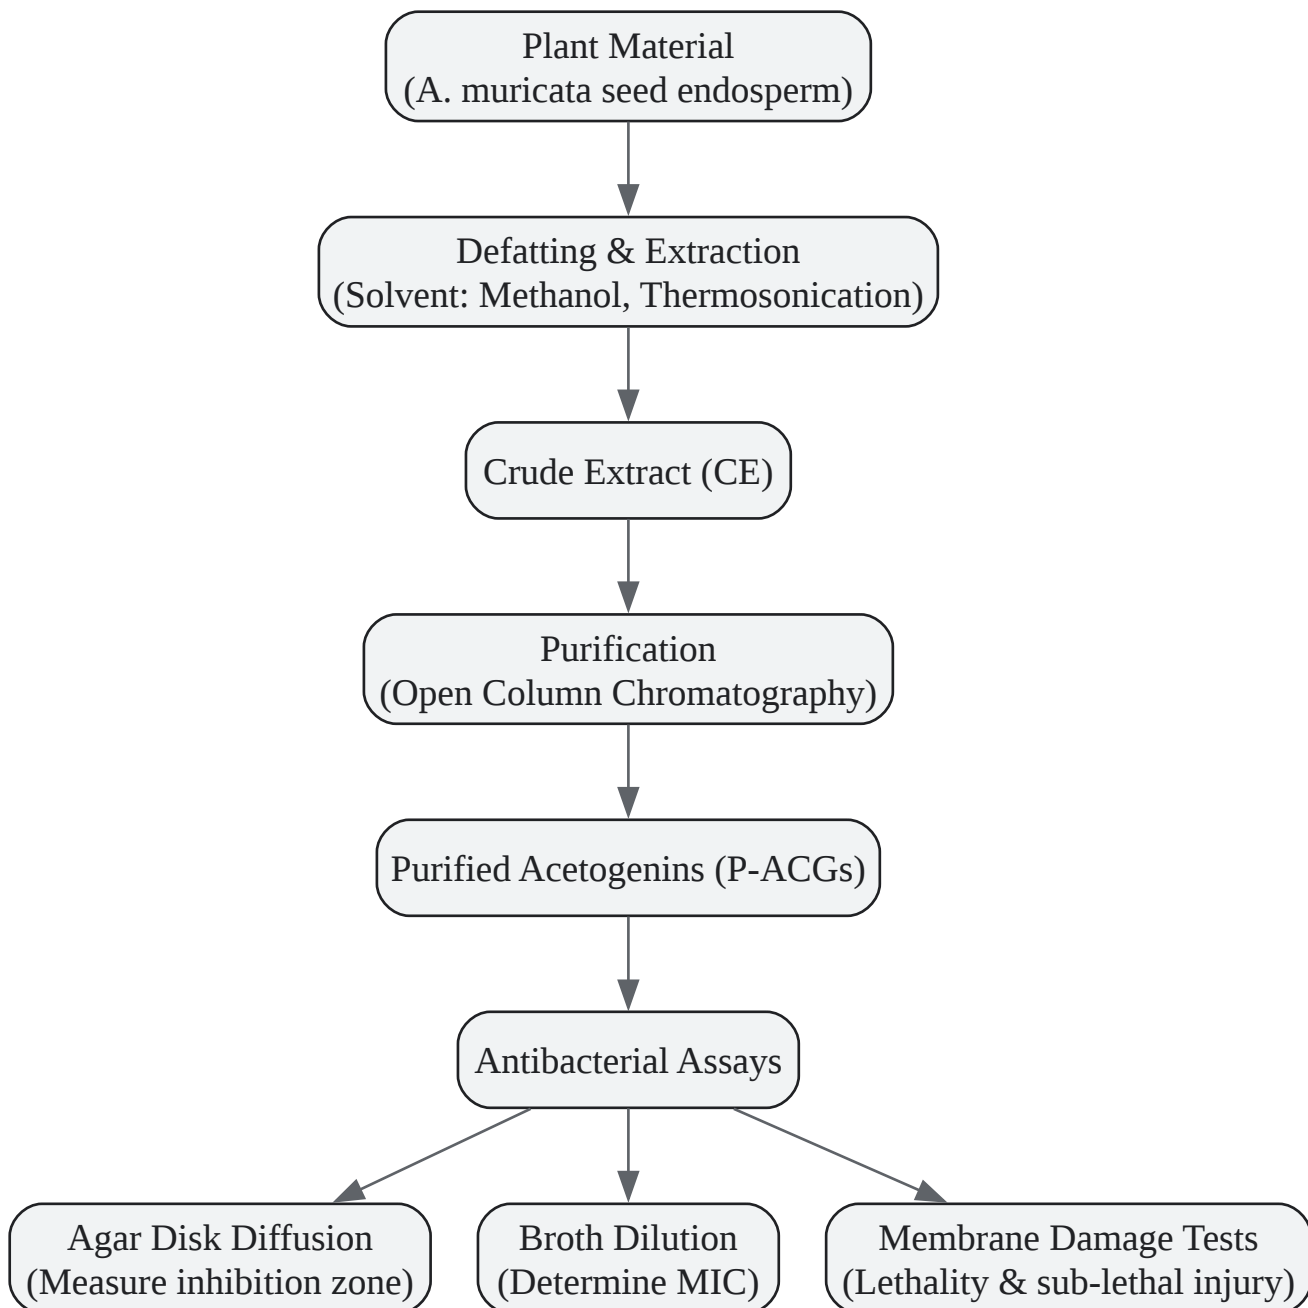 Plant Material
(A. muricata seed endosperm)
Defatting & Extraction
(Solvent: Methanol, Thermosonication)
Crude Extract (CE)
Purification
(Open Column Chromatography)
Purified Acetogenins (P-ACGs)
Antibacterial Assays
Agar Disk Diffusion
(Measure inhibition zone)
Broth Dilution
(Determine MIC)
Membrane Damage Tests
(Lethality & sub-lethal injury)